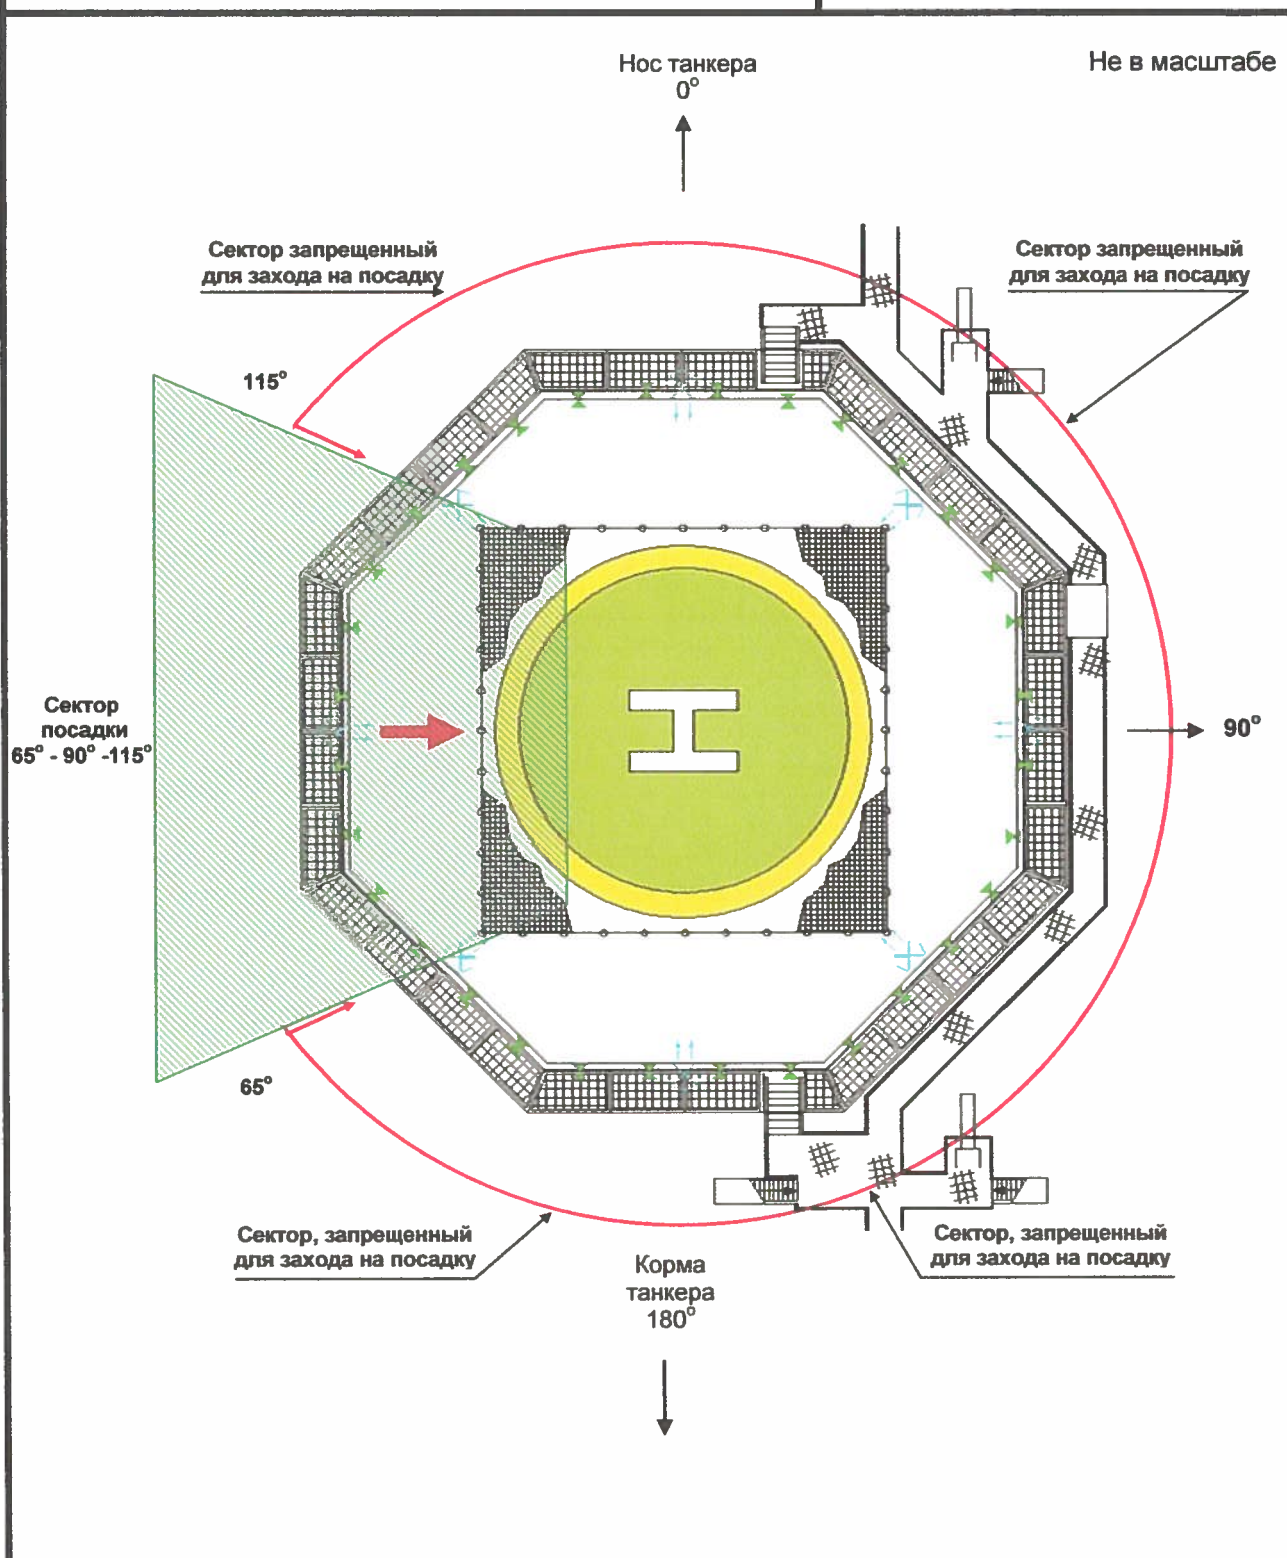 Не в масштабе
Нос танкера
0°
Сектор запрещенный
для захода на посадку
Сектор запрещенный
для захода на посадку
115°
Сектор
посадки
65° - 90° -115°
90°
H
65°
Сектор, запрещенный
для захода на посадку
Сектор, запрещенный
для захода на посадку
Корма
танкера
180°